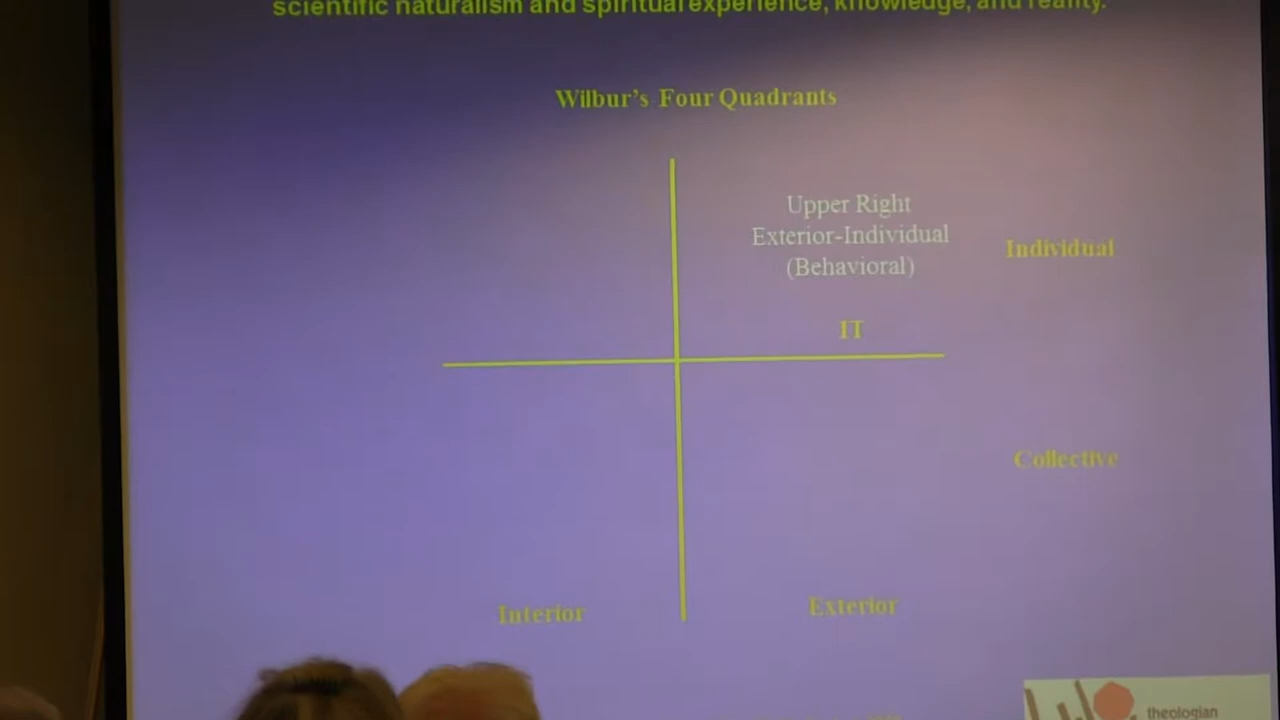 scientific naturalism and spiritual experience, knowledge, and reality.
Wilbur's Four Quadrants
Upper Right
Exterior-Individual
(Behavioral)
Individual
IT
Collective
Interior
Exterior
theologian